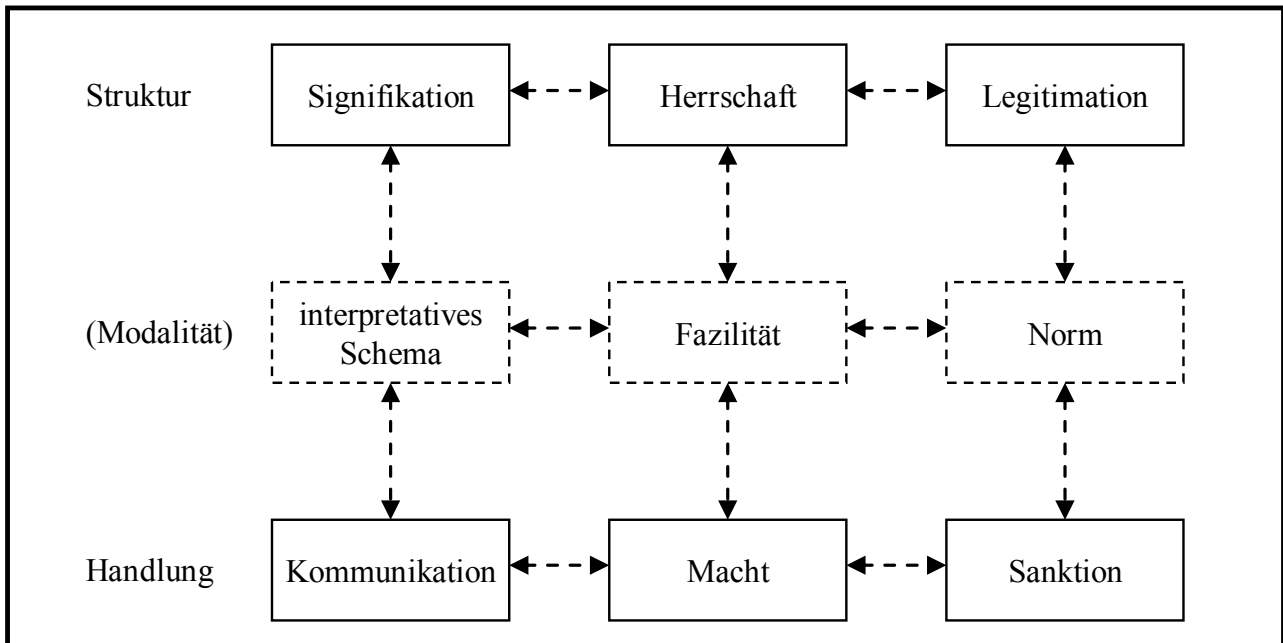 Struktur
Signifikation
Herrschaft
Legitimation
(Modalität)
interpretatives
Schema
Fazilität
Norm
Handlung
Kommunikation
Macht
Sanktion